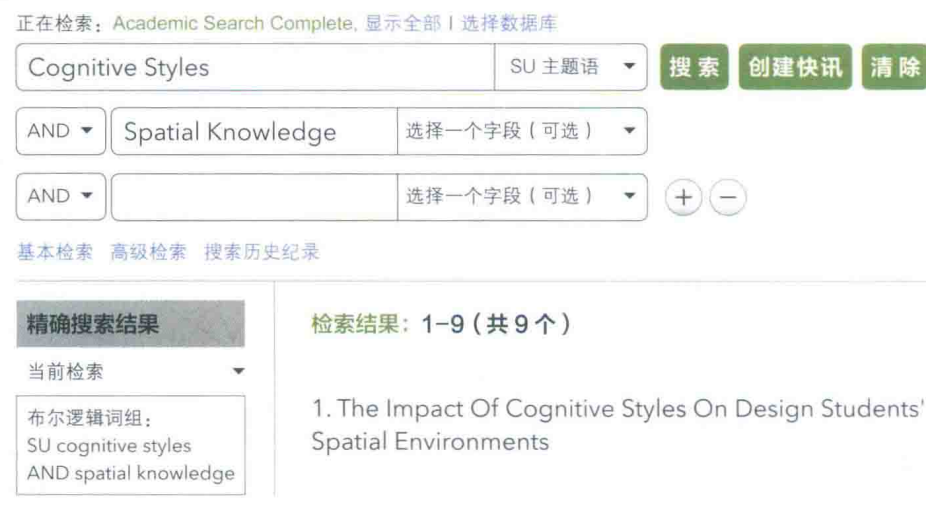 正在检索：Academic Search Complete, 显示全部 | 选择数据库
Cognitive Styles SU 主题语 搜索 创建快讯 清除
AND Spatial Knowledge 选择一个字段（可选）
AND 选择一个字段（可选） + −
基本检索 高级检索 搜索历史纪录
精确搜索结果
当前检索
布尔逻辑词组：
SU cognitive styles
AND spatial knowledge
检索结果：1-9（共9个）
1. The Impact Of Cognitive Styles On Design Students'
Spatial Environments